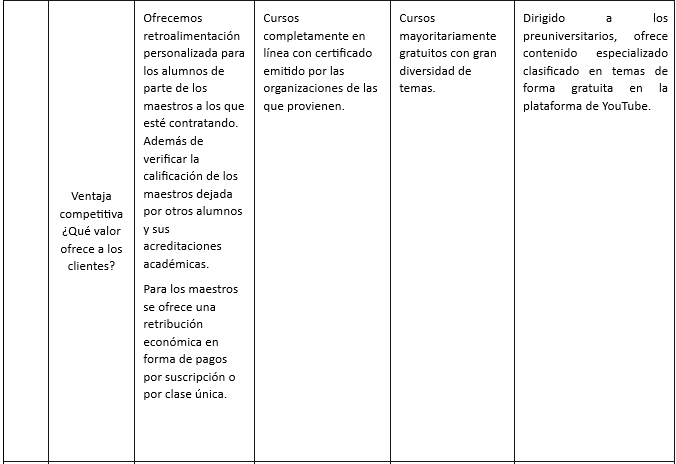 Ventaja
competitiva
¿Qué valor
ofrece a los
clientes?
Ofrecemos
retroalimentación
personalizada para
los alumnos de
parte de los
maestros a los que
esté contratando.
Además de
verificar la
calificación de los
maestros dejada
por otros alumnos
y sus
acreditaciones
académicas.
Para los maestros
se ofrece una
retribución
económica en
forma de pagos
por suscripción o
por clase única.
Cursos
completamente en
línea con certificado
emitido por las
organizaciones de las
que provienen.
Cursos
mayoritariamente
gratuitos con gran
diversidad de
temas.
Dirigido a los
preuniversitarios, ofrece
contenido especializado
clasificado en temas de
forma gratuita en la
plataforma de YouTube.